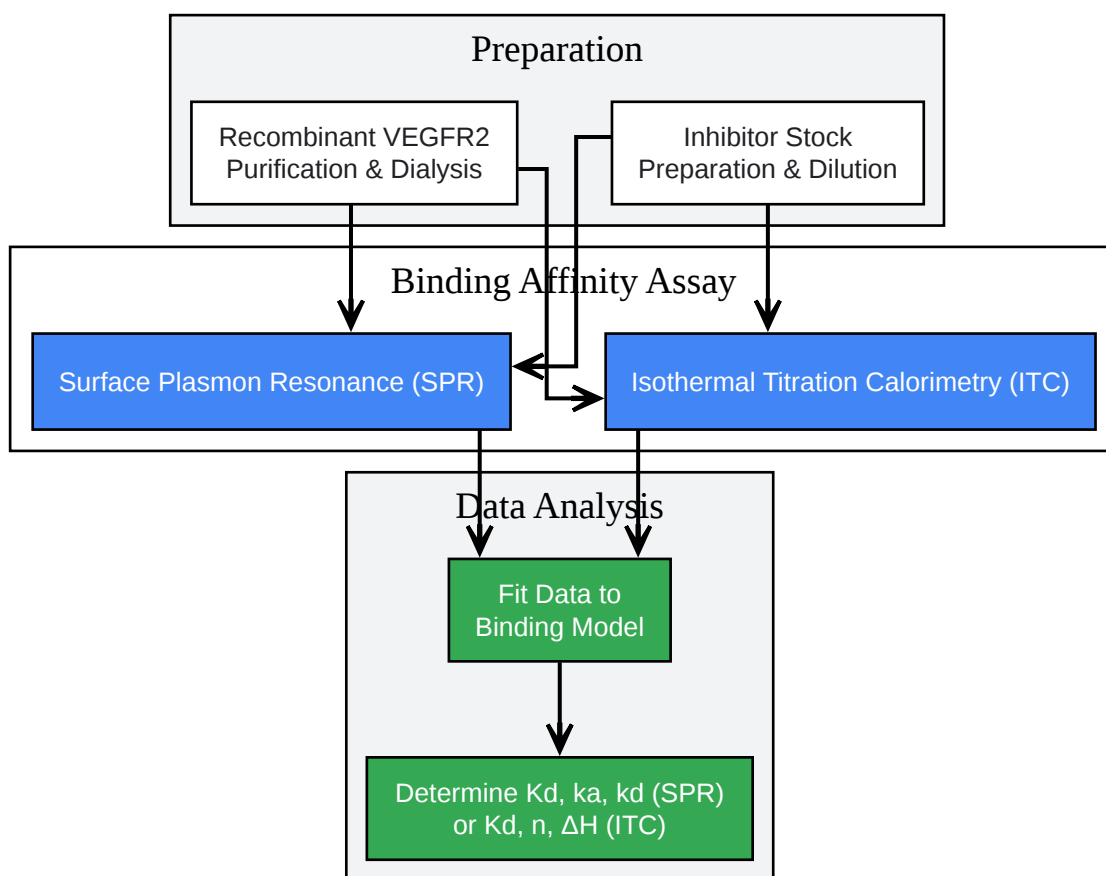 Preparation
Recombinant VEGFR2
Purification & Dialysis
Inhibitor Stock
Preparation & Dilution
Binding Affinity Assay
Surface Plasmon Resonance (SPR)
Isothermal Titration Calorimetry (ITC)
Data Analysis
Fit Data to
Binding Model
Determine Kd, ka, kd (SPR)
or Kd, n, ΔH (ITC)